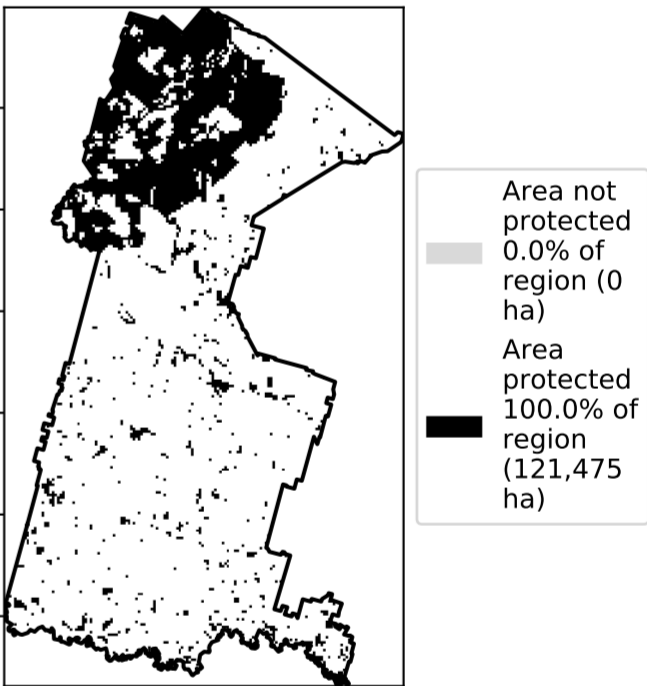 Area not
protected
0.0% of
region (0
ha)
Area
protected
100.0% of
region
(121,475
ha)